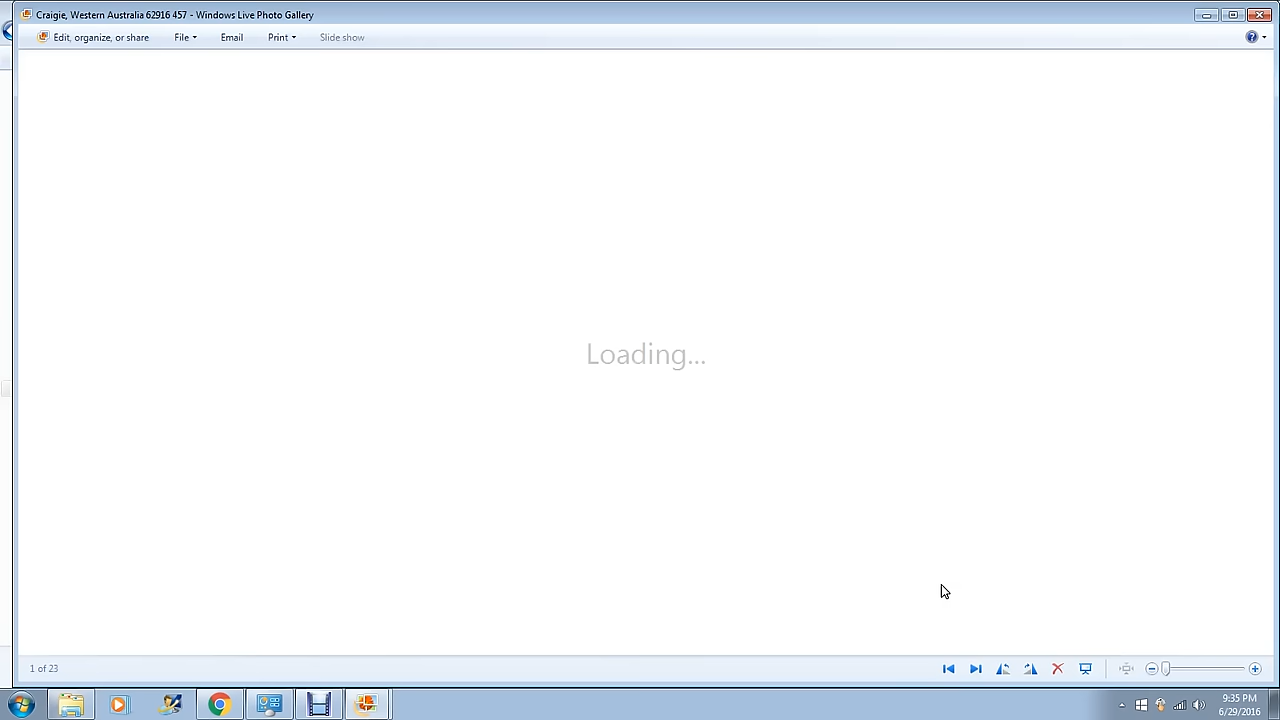 Craigie, Western Australia 62916 457 - Windows Live Photo Gallery
Edit, organize, or share File Email Print Slide show
Loading...
1 of 23
9:35 PM
6/29/2016